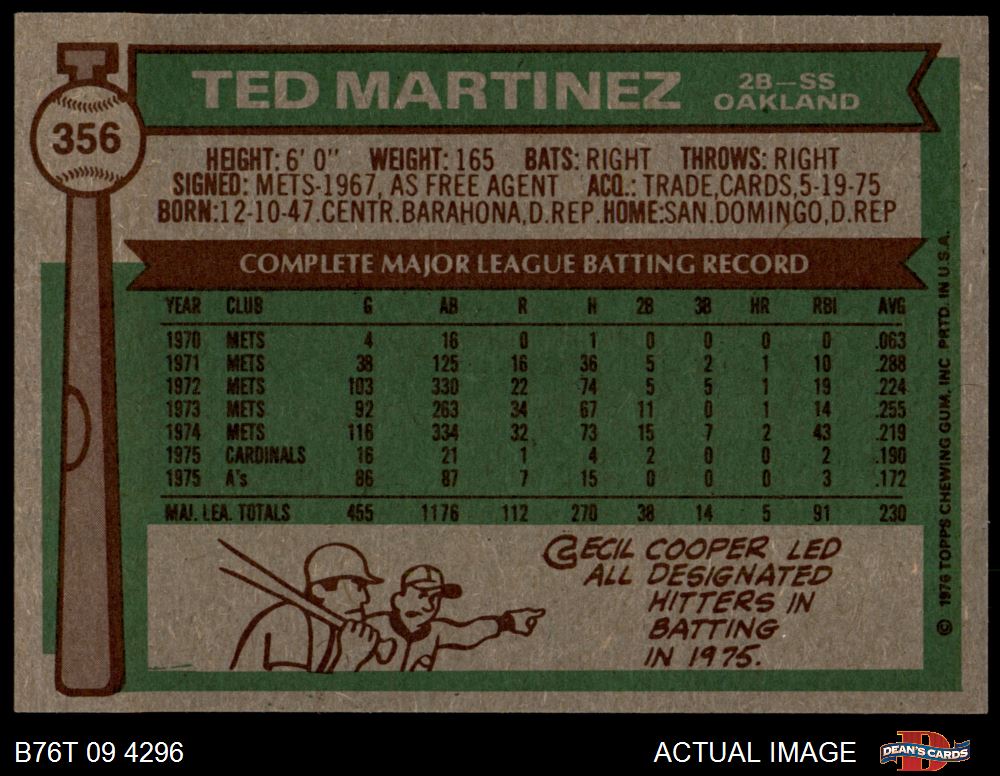 356
TED MARTINEZ
2B—SS
OAKLAND
HEIGHT: 6' 0" WEIGHT: 165 BATS: RIGHT THROWS: RIGHT
SIGNED: METS-1967, AS FREE AGENT ACQ.: TRADE,CARDS,5-19-75
BORN:12-10-47.CENTR.BARAHONA,D.REP.HOME:SAN.DOMINGO,D.REP
COMPLETE MAJOR LEAGUE BATTING RECORD
YEAR CLUB G AB R H 2B 3B HR RBI AVG
1970 METS 4 16 0 1 0 0 0 0 .063
1971 METS 38 125 16 36 5 2 1 10 .288
1972 METS 103 330 22 74 5 5 1 19 .224
1973 METS 92 263 34 67 11 0 1 14 .255
1974 METS 116 334 32 73 15 7 2 43 .219
1975 CARDINALS 16 21 1 4 2 0 0 2 .190
1975 A's 86 87 7 15 0 0 0 3 .172
MAJ. LEA. TOTALS 455 1176 112 270 38 14 5 91 230
CECIL COOPER LED
ALL DESIGNATED
HITTERS IN
BATTING
IN 1975.
© 1976 TOPPS CHEWING GUM, INC PRTD. IN U.S.A.
B76T 09 4296
ACTUAL IMAGE
DEAN'S CARDS